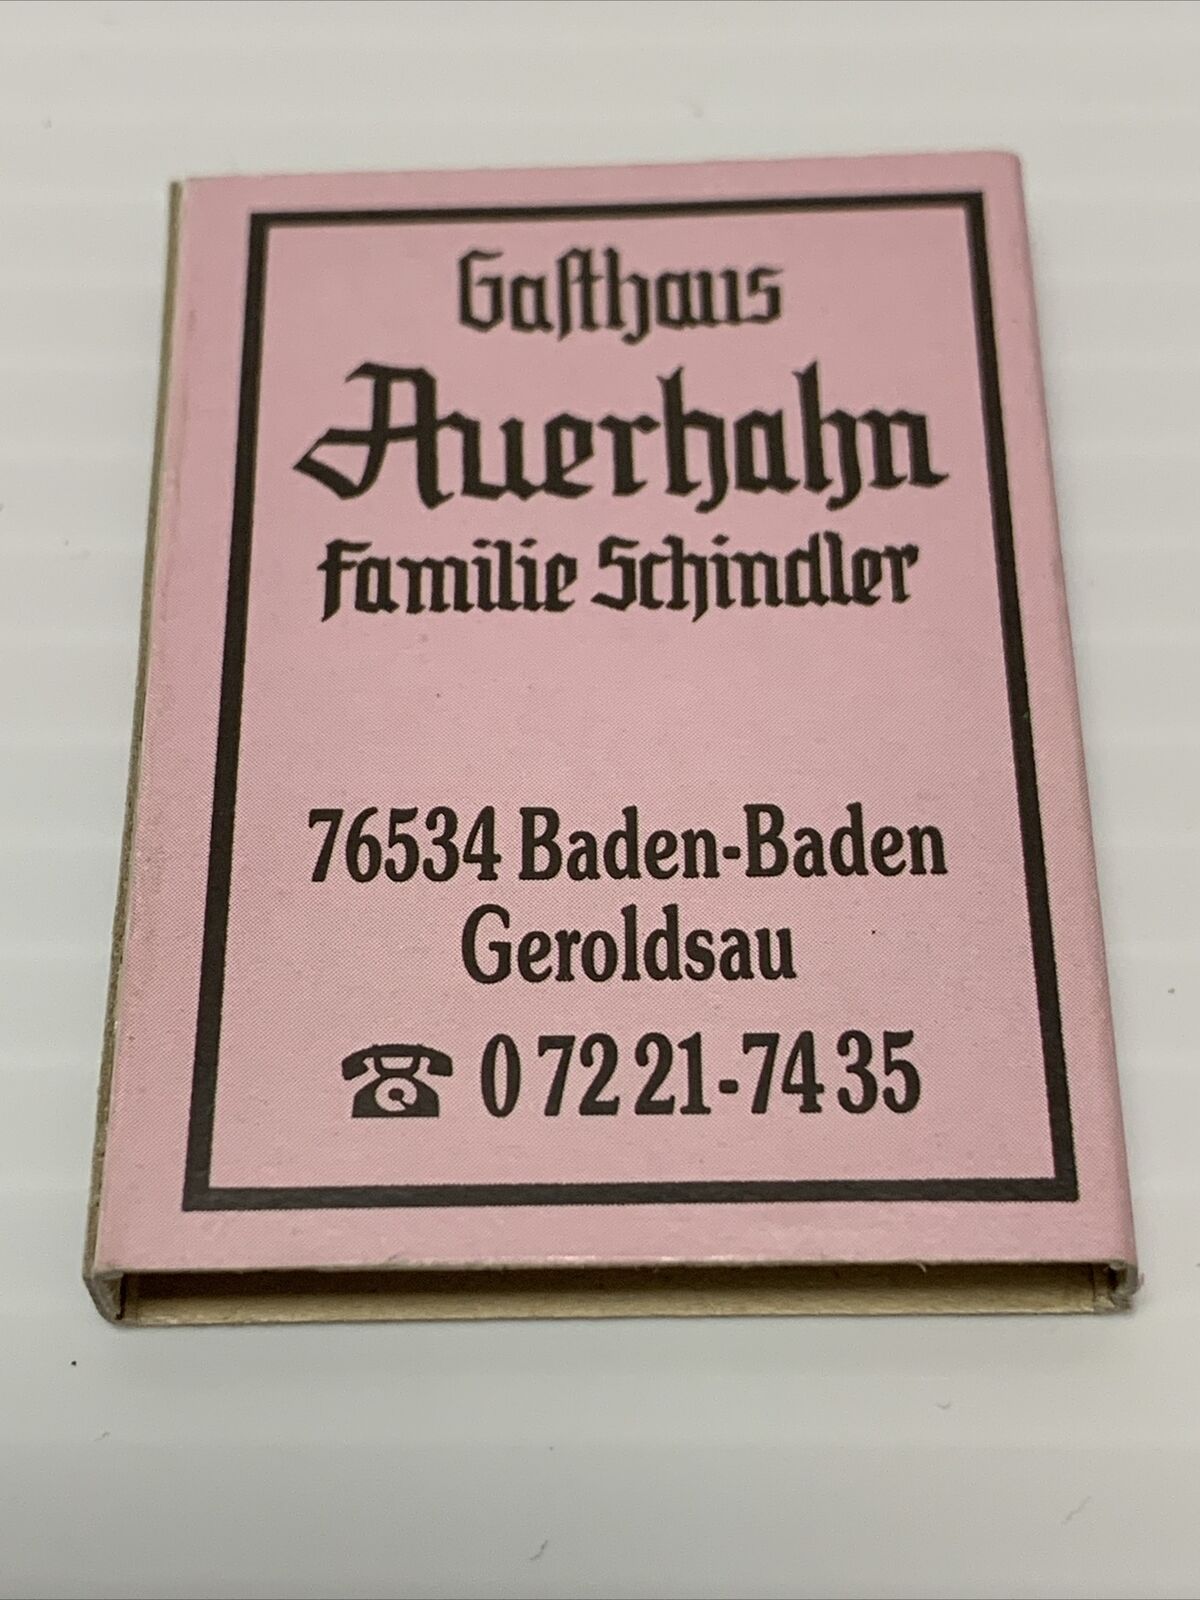 Gaſthaus
Auerhahn
Familie Schindler
76534 Baden-Baden
Geroldsau
☎ 0 72 21-74 35